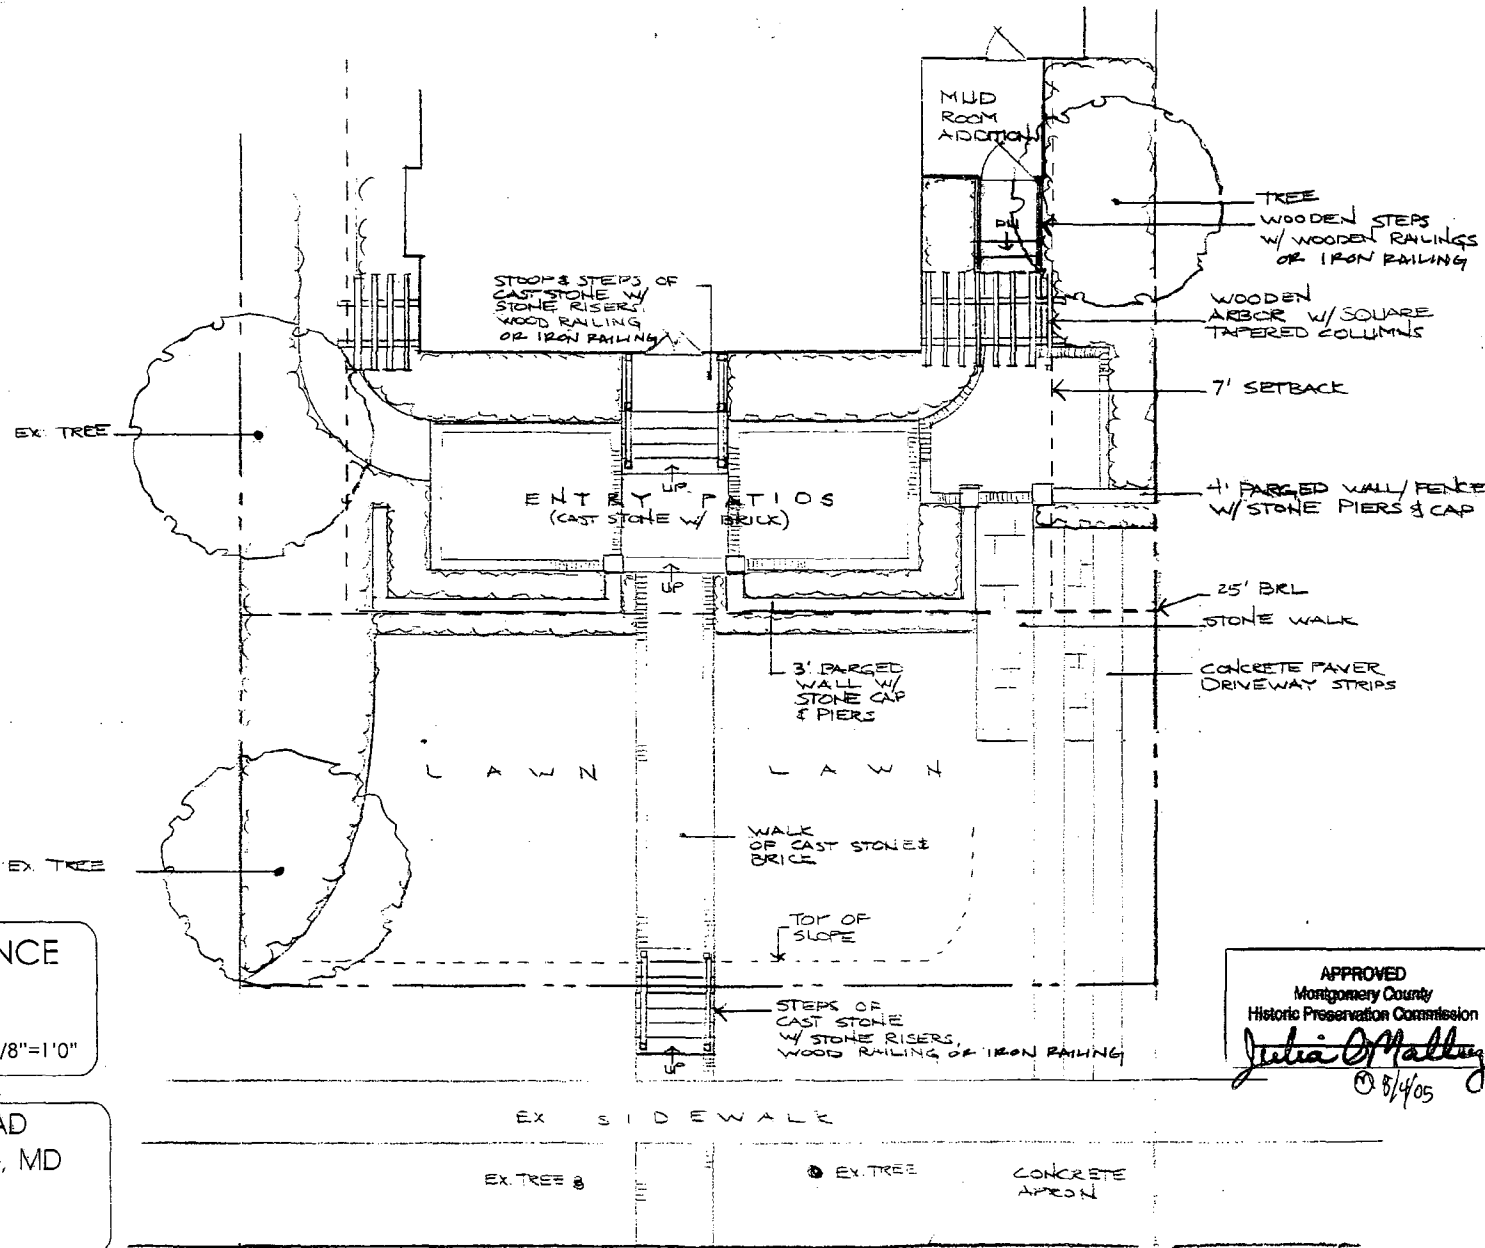 MUD
ROOM
ADDITION
TREE
WOODEN STEPS
W/ WOODEN RAILINGS
OR IRON RAILING
DN
STOOP & STEPS OF
CAST STONE W/
STONE RISERS,
WOOD RAILING
OR IRON RAILING
WOODEN
ARBOR W/ SQUARE
TAPERED COLUMNS
7' SETBACK
EX. TREE
4' PARGED WALL/FENCE
W/ STONE PIERS & CAP
UP
ENTRY PATIOS
(CAST STONE W/ BRICK)
UP
25' BRL
STONE WALK
3' PARGED
WALL W/
STONE CAP
& PIERS
CONCRETE PAVER
DRIVEWAY STRIPS
LAWN
LAWN
WALK
OF CAST STONE &
BRICK
EX. TREE
TOP OF
SLOPE
NCE
/8"=1'0"
STEPS OF
CAST STONE
W/ STONE RISERS,
WOOD RAILING OR IRON RAILING
UP
APPROVED
Montgomery County
Historic Preservation Commission
Julia O'Malley
8/4/05
AD
, MD
EX SIDEWALK
EX. TREE
EX. TREE
CONCRETE
APRON